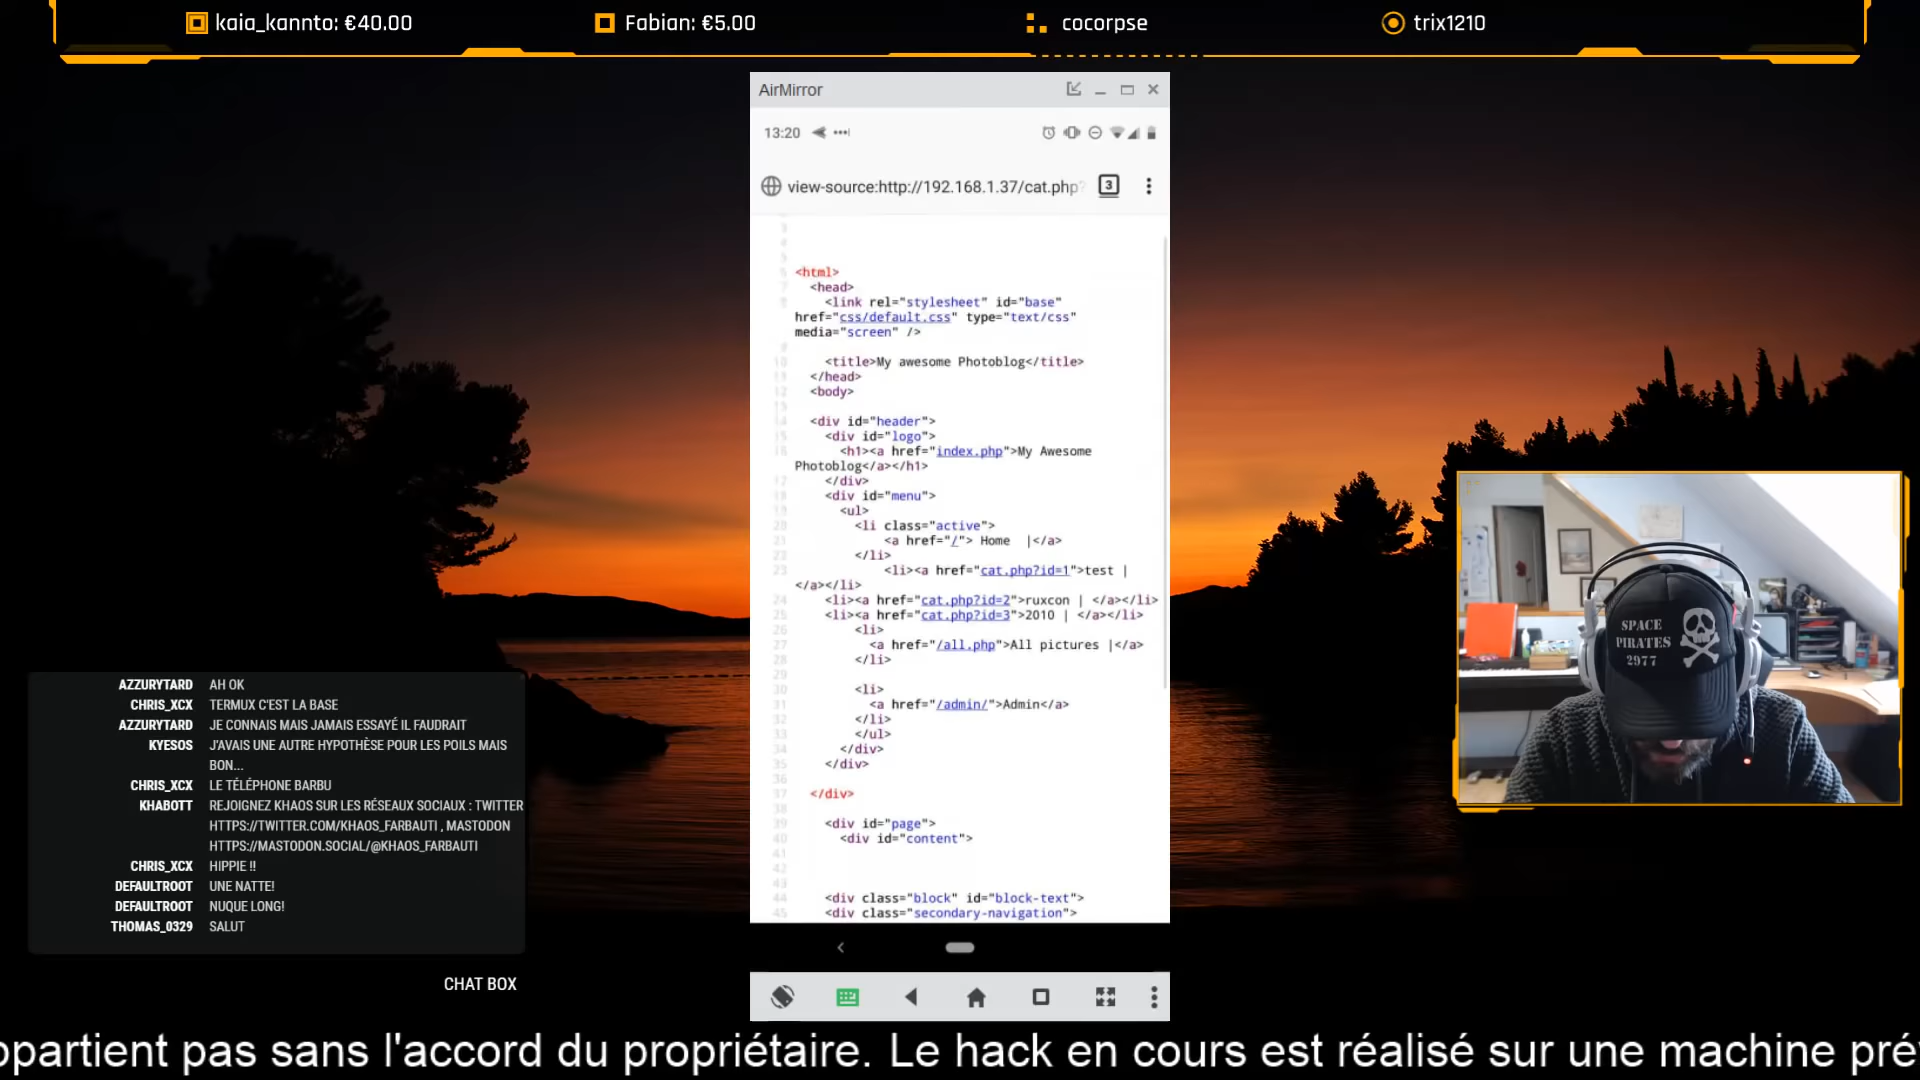 kaia_kannto: €40.00
Fabian: €5.00
cocorpse
trix1210
AirMirror
13:20
view-source:http://192.168.1.37/cat.php?
3
<html>
<head>
<link rel="stylesheet" id="base"
href="css/default.css" type="text/css"
media="screen" />
<title>My awesome Photoblog</title>
</head>
<body>
<div id="header">
<div id="logo">
<h1><a href="index.php">My Awesome
Photoblog</a></h1>
</div>
<div id="menu">
<ul>
<li class="active">
<a href="/"> Home |</a>
</li>
<li><a href="cat.php?id=1">test |
</a></li>
<li><a href="cat.php?id=2">ruxcon | </a></li>
<li><a href="cat.php?id=3">2010 | </a></li>
<li>
<a href="/all.php">All pictures |</a>
</li>
<li>
<a href="/admin/">Admin</a>
</li>
</ul>
</div>
</div>
</div>
<div id="page">
<div id="content">
<div class="block" id="block-text">
<div class="secondary-navigation">
SPACE
PIRATES
2977
AZZURYTARD AH OK
CHRIS_XCX TERMUX C'EST LA BASE
AZZURYTARD JE CONNAIS MAIS JAMAIS ESSAYÉ IL FAUDRAIT
KYESOS J'AVAIS UNE AUTRE HYPOTHÈSE POUR LES POILS MAIS
BON...
CHRIS_XCX LE TÉLÉPHONE BARBU
KHABOTT REJOIGNEZ KHAOS SUR LES RÉSEAUX SOCIAUX : TWITTER
HTTPS://TWITTER.COM/KHAOS_FARBAUTI , MASTODON
HTTPS://MASTODON.SOCIAL/@KHAOS_FARBAUTI
CHRIS_XCX HIPPIE !!
DEFAULTROOT UNE NATTE!
DEFAULTROOT NUQUE LONG!
THOMAS_0329 SALUT
CHAT BOX
ppartient pas sans l'accord du propriétaire. Le hack en cours est réalisé sur une machine prév